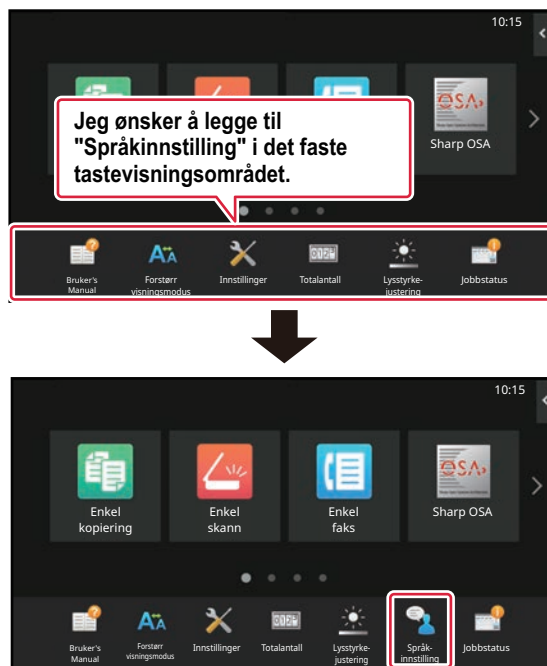 10:15
Jeg ønsker å legge til
"Språkinnstilling" i det faste
tastevisningsområdet.
OSA
Sharp OSA
Bruker's
Manual
Forstørr
visningsmodus
Innstillinger
Totalantall
Lysstyrke-
justering
Jobbstatus
10:15
Enkel
kopiering
Enkel
skann
Enkel
faks
OSA
Sharp OSA
Bruker's
Manual
Forstørr
visningsmodus
Innstillinger
Totalantall
Lysstyrke-
justering
Språk-
innstilling
Jobbstatus